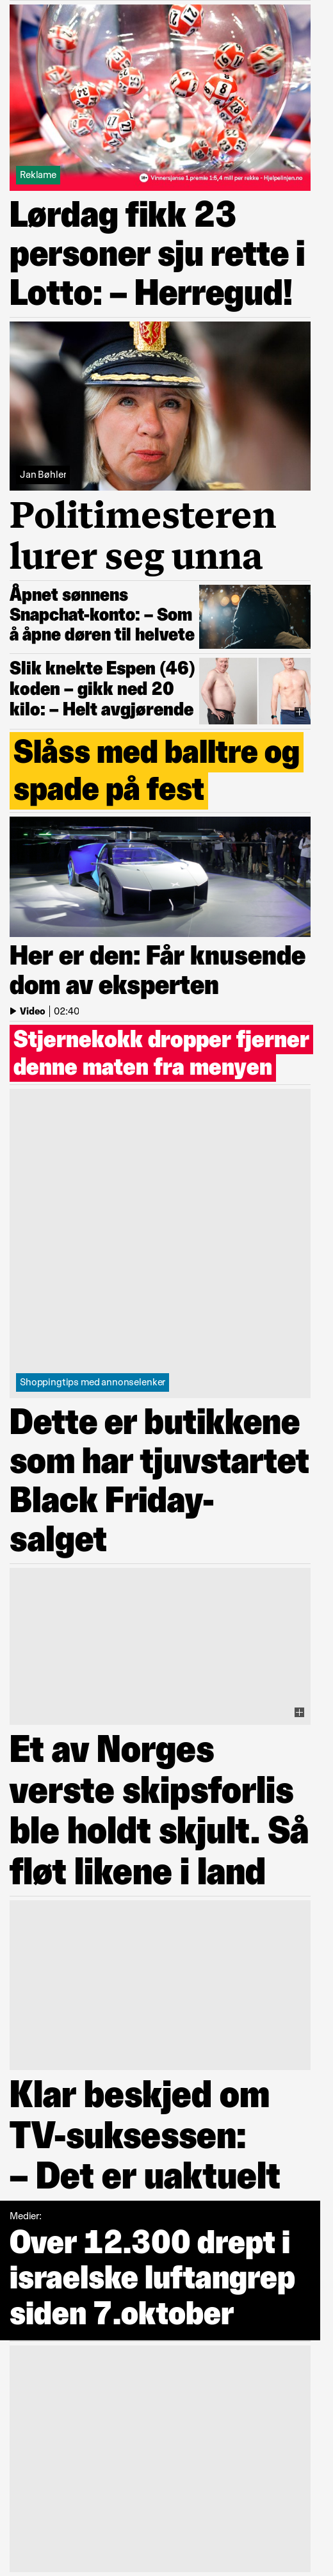 Reklame
18+ Vinnersjanse 1.premie 1:5,4 mill per rekke – Hjelpelinjen.no
Lørdag fikk 23
personer sju rette i
Lotto: – Herregud!
Jan Bøhler
Politimesteren
lurer seg unna
Åpnet sønnens
Snapchat-konto: – Som
å åpne døren til helvete
Slik knekte Espen (46)
koden – gikk ned 20
kilo: – Helt avgjørende
Slåss med balltre og
spade på fest
Her er den: Får knusende
dom av eksperten
Video | 02:40
Stjernekokk dropper fjerner
denne maten fra menyen
Shoppingtips med annonselenker
Dette er butikkene
som har tjuvstartet
Black Friday-
salget
Et av Norges
verste skipsforlis
ble holdt skjult. Så
fløt likene i land
Klar beskjed om
TV-suksessen:
– Det er uaktuelt
Medier:
Over 12.300 drept i
israelske luftangrep
siden 7.oktober